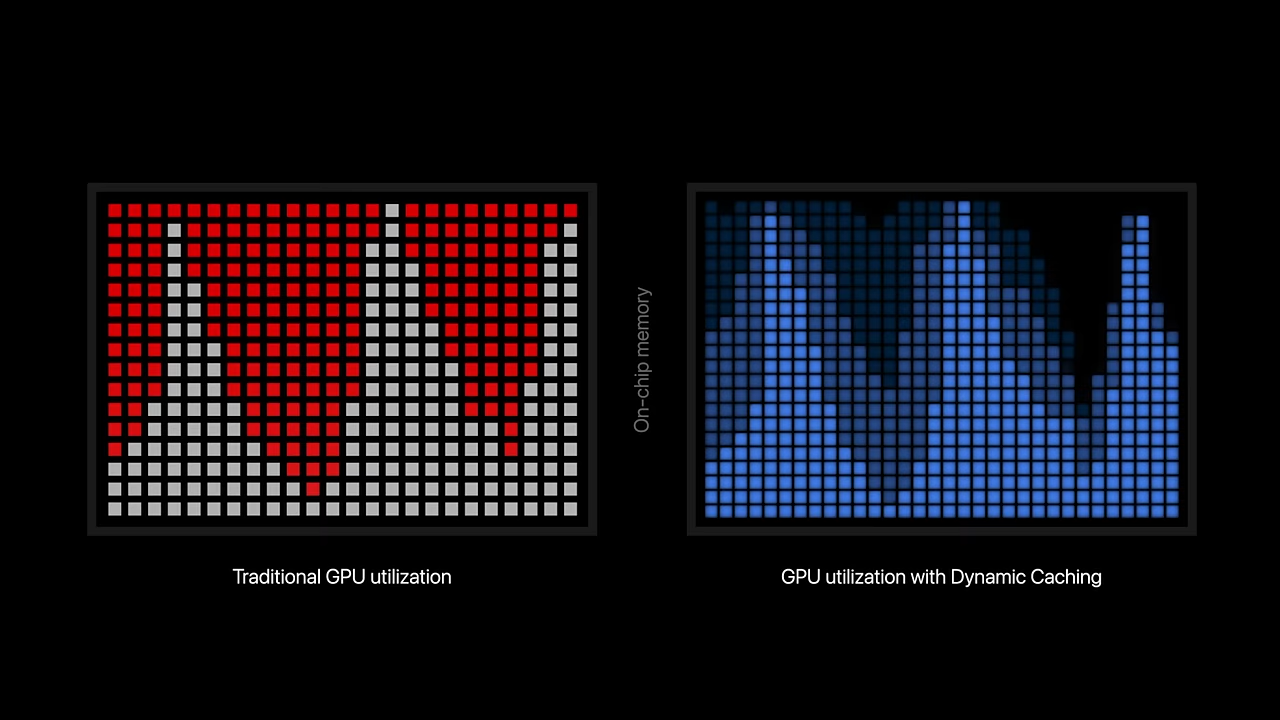 On-chip memory
Traditional GPU utilization
GPU utilization with Dynamic Caching